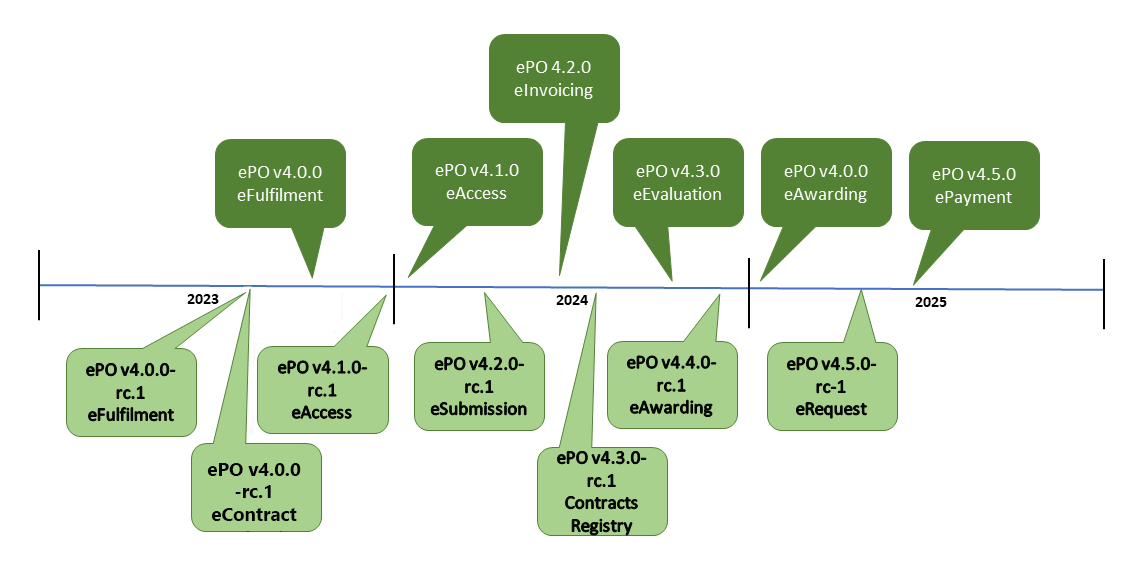 ePO 4.2.0
eInvoicing
ePO v4.0.0
eFulfilment
ePO v4.1.0
eAccess
ePO v4.3.0
eEvaluation
ePO v4.0.0
eAwarding
ePO v4.5.0
ePayment
2023
2024
2025
ePO v4.0.0-
rc.1
eFulfilment
ePO v4.1.0-
rc.1
eAccess
ePO v4.2.0-
rc.1
eSubmission
ePO v4.4.0-
rc.1
eAwarding
ePO v4.5.0-
rc-1
eRequest
ePO v4.0.0
-rc.1
eContract
ePO v4.3.0-
rc.1
Contracts
Registry